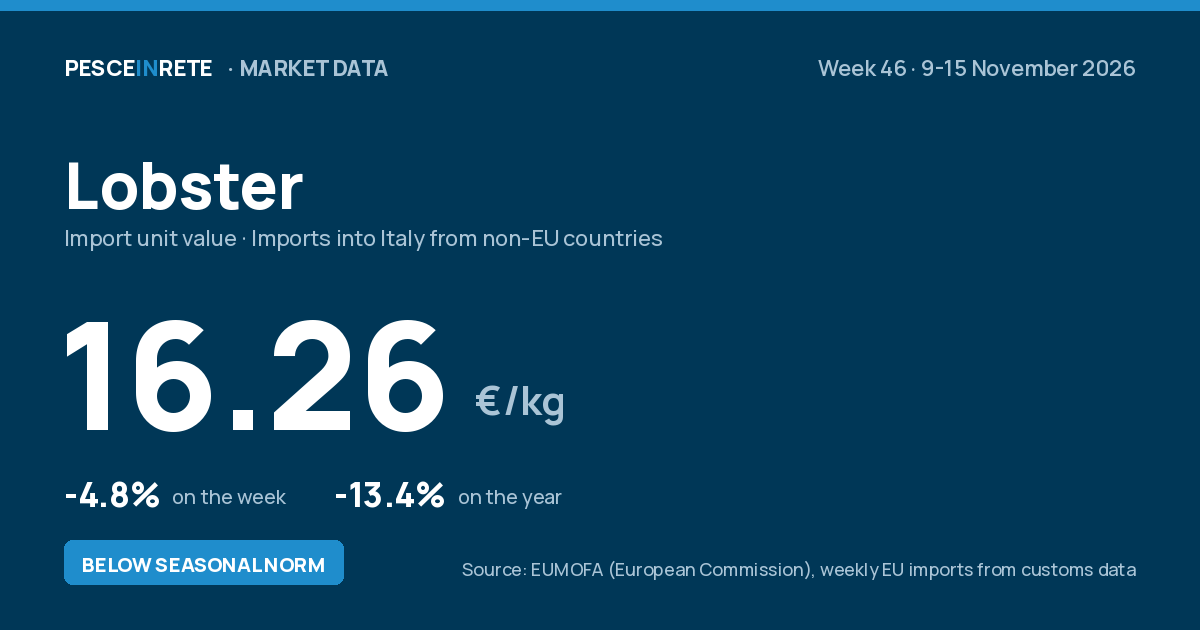 PESCEINRETE · MARKET DATA
Week 46 · 9-15 November 2026
Lobster
Import unit value · Imports into Italy from non-EU countries
16.26 €/kg
-4.8% on the week -13.4% on the year
BELOW SEASONAL NORM
Source: EUMOFA (European Commission), weekly EU imports from customs data